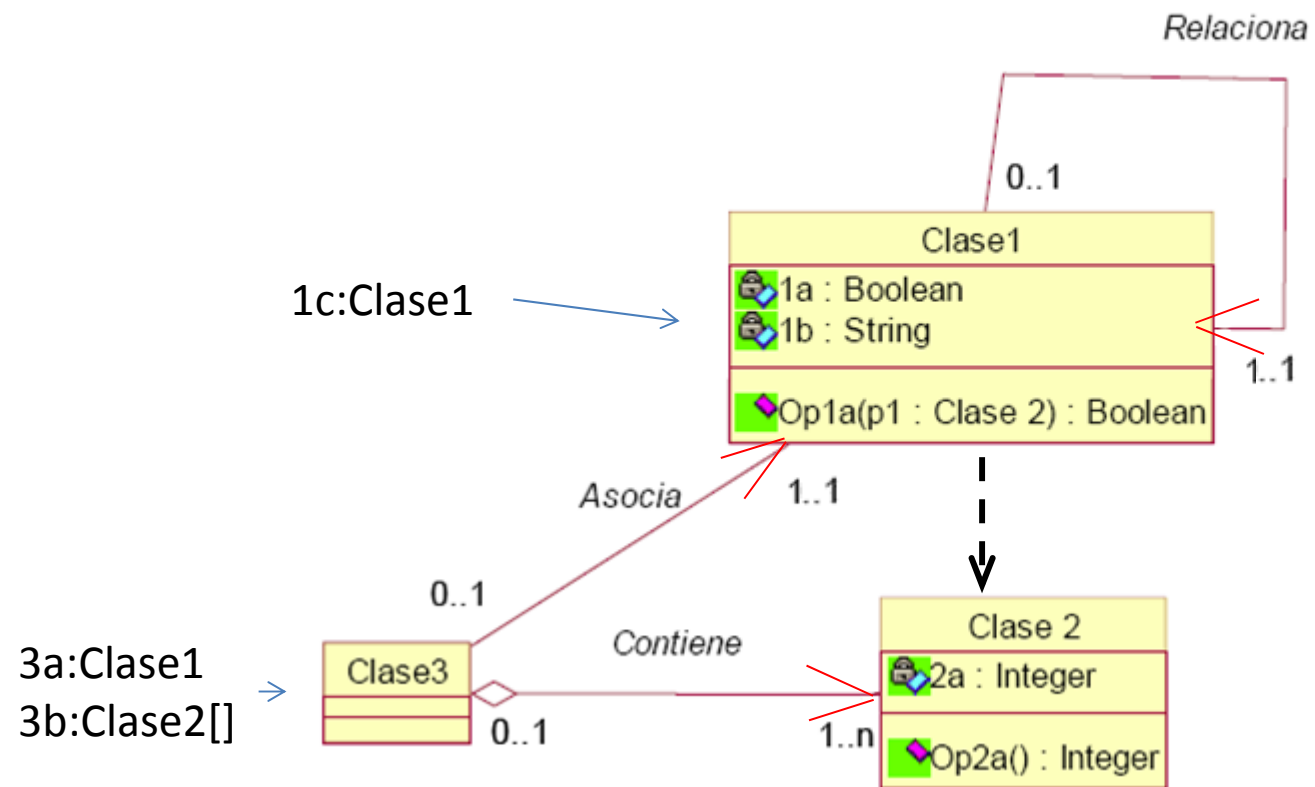 Relaciona
0..1
Clase1
1a : Boolean
1b : String
Op1a(p1 : Clase 2) : Boolean
1c:Clase1
1..1
Asocia
1..1
0..1
Clase3
3a:Clase1
3b:Clase2[]
Contiene
0..1
1..n
Clase 2
2a : Integer
Op2a() : Integer